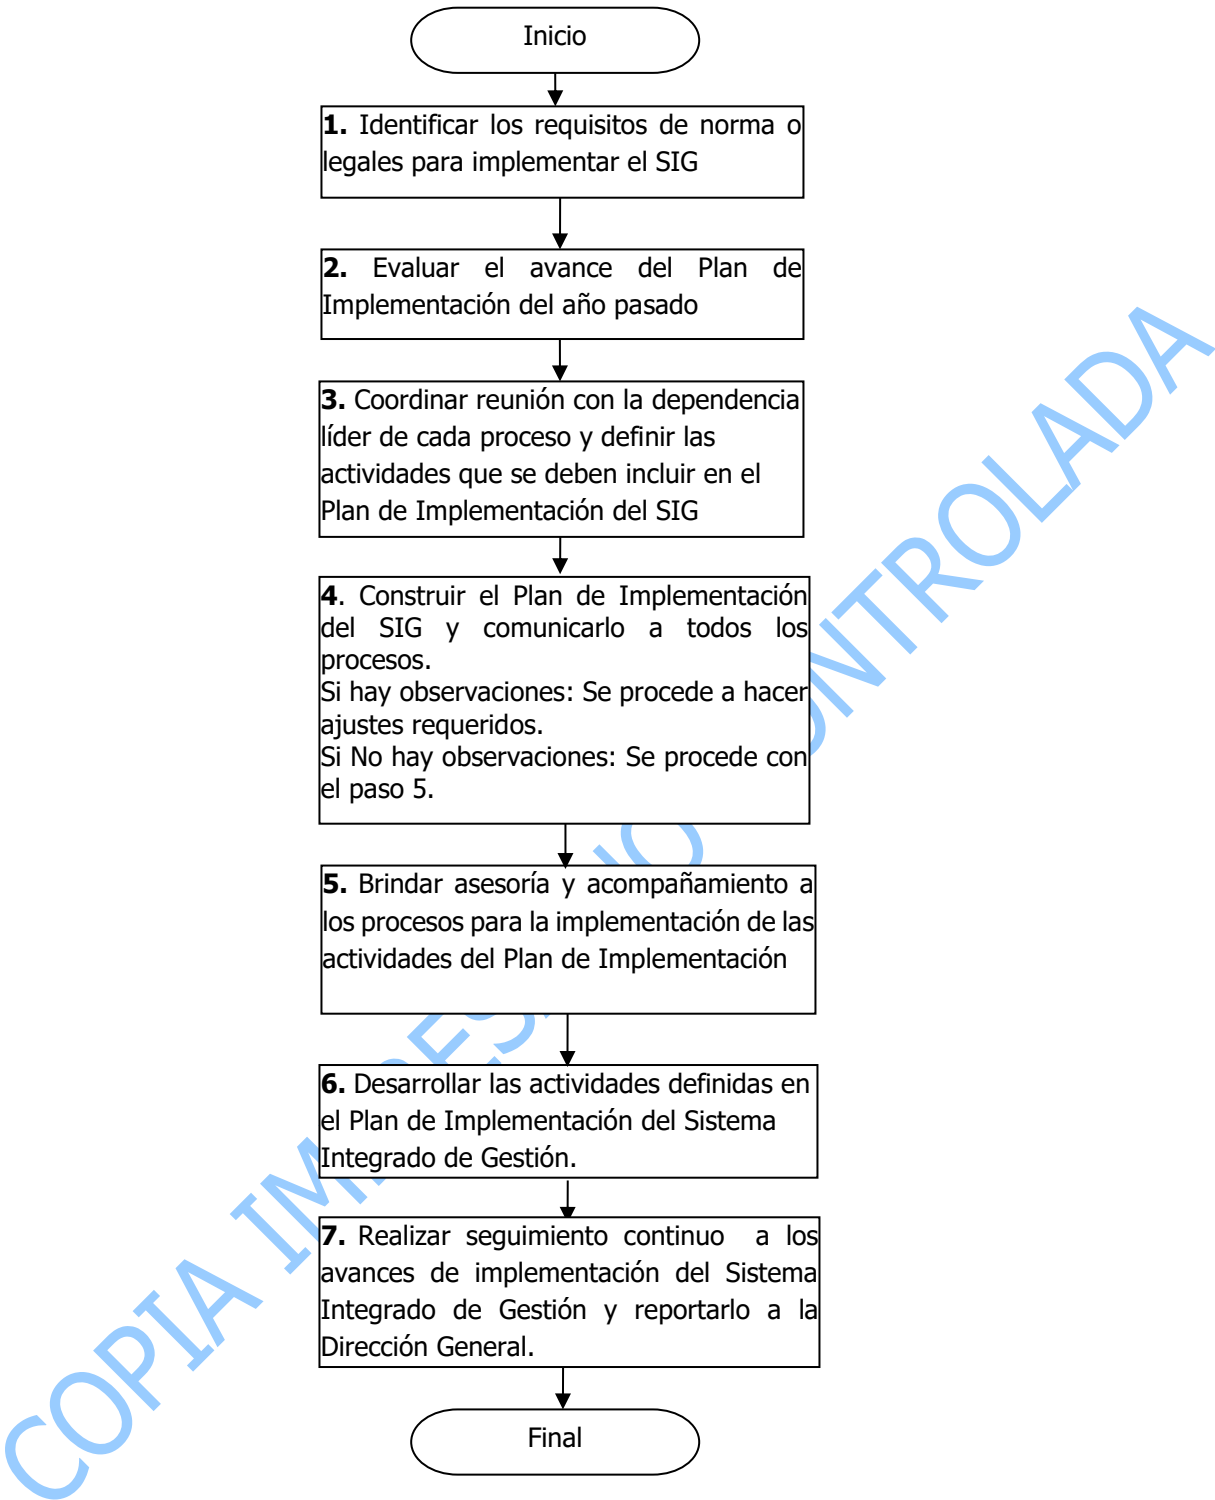 Inicio
1. Identificar los requisitos de norma o
legales para implementar el SIG
2. Evaluar el avance del Plan de
Implementación del año pasado
3. Coordinar reunión con la dependencia
líder de cada proceso y definir las
actividades que se deben incluir en el
Plan de Implementación del SIG
4. Construir el Plan de Implementación
del SIG y comunicarlo a todos los
procesos.
Si hay observaciones: Se procede a hacer
ajustes requeridos.
Si No hay observaciones: Se procede con
el paso 5.
5. Brindar asesoría y acompañamiento a
los procesos para la implementación de las
actividades del Plan de Implementación
6. Desarrollar las actividades definidas en
el Plan de Implementación del Sistema
Integrado de Gestión.
7. Realizar seguimiento continuo a los
avances de implementación del Sistema
Integrado de Gestión y reportarlo a la
Dirección General.
Final
COPIA IMPRESA NO CONTROLADA